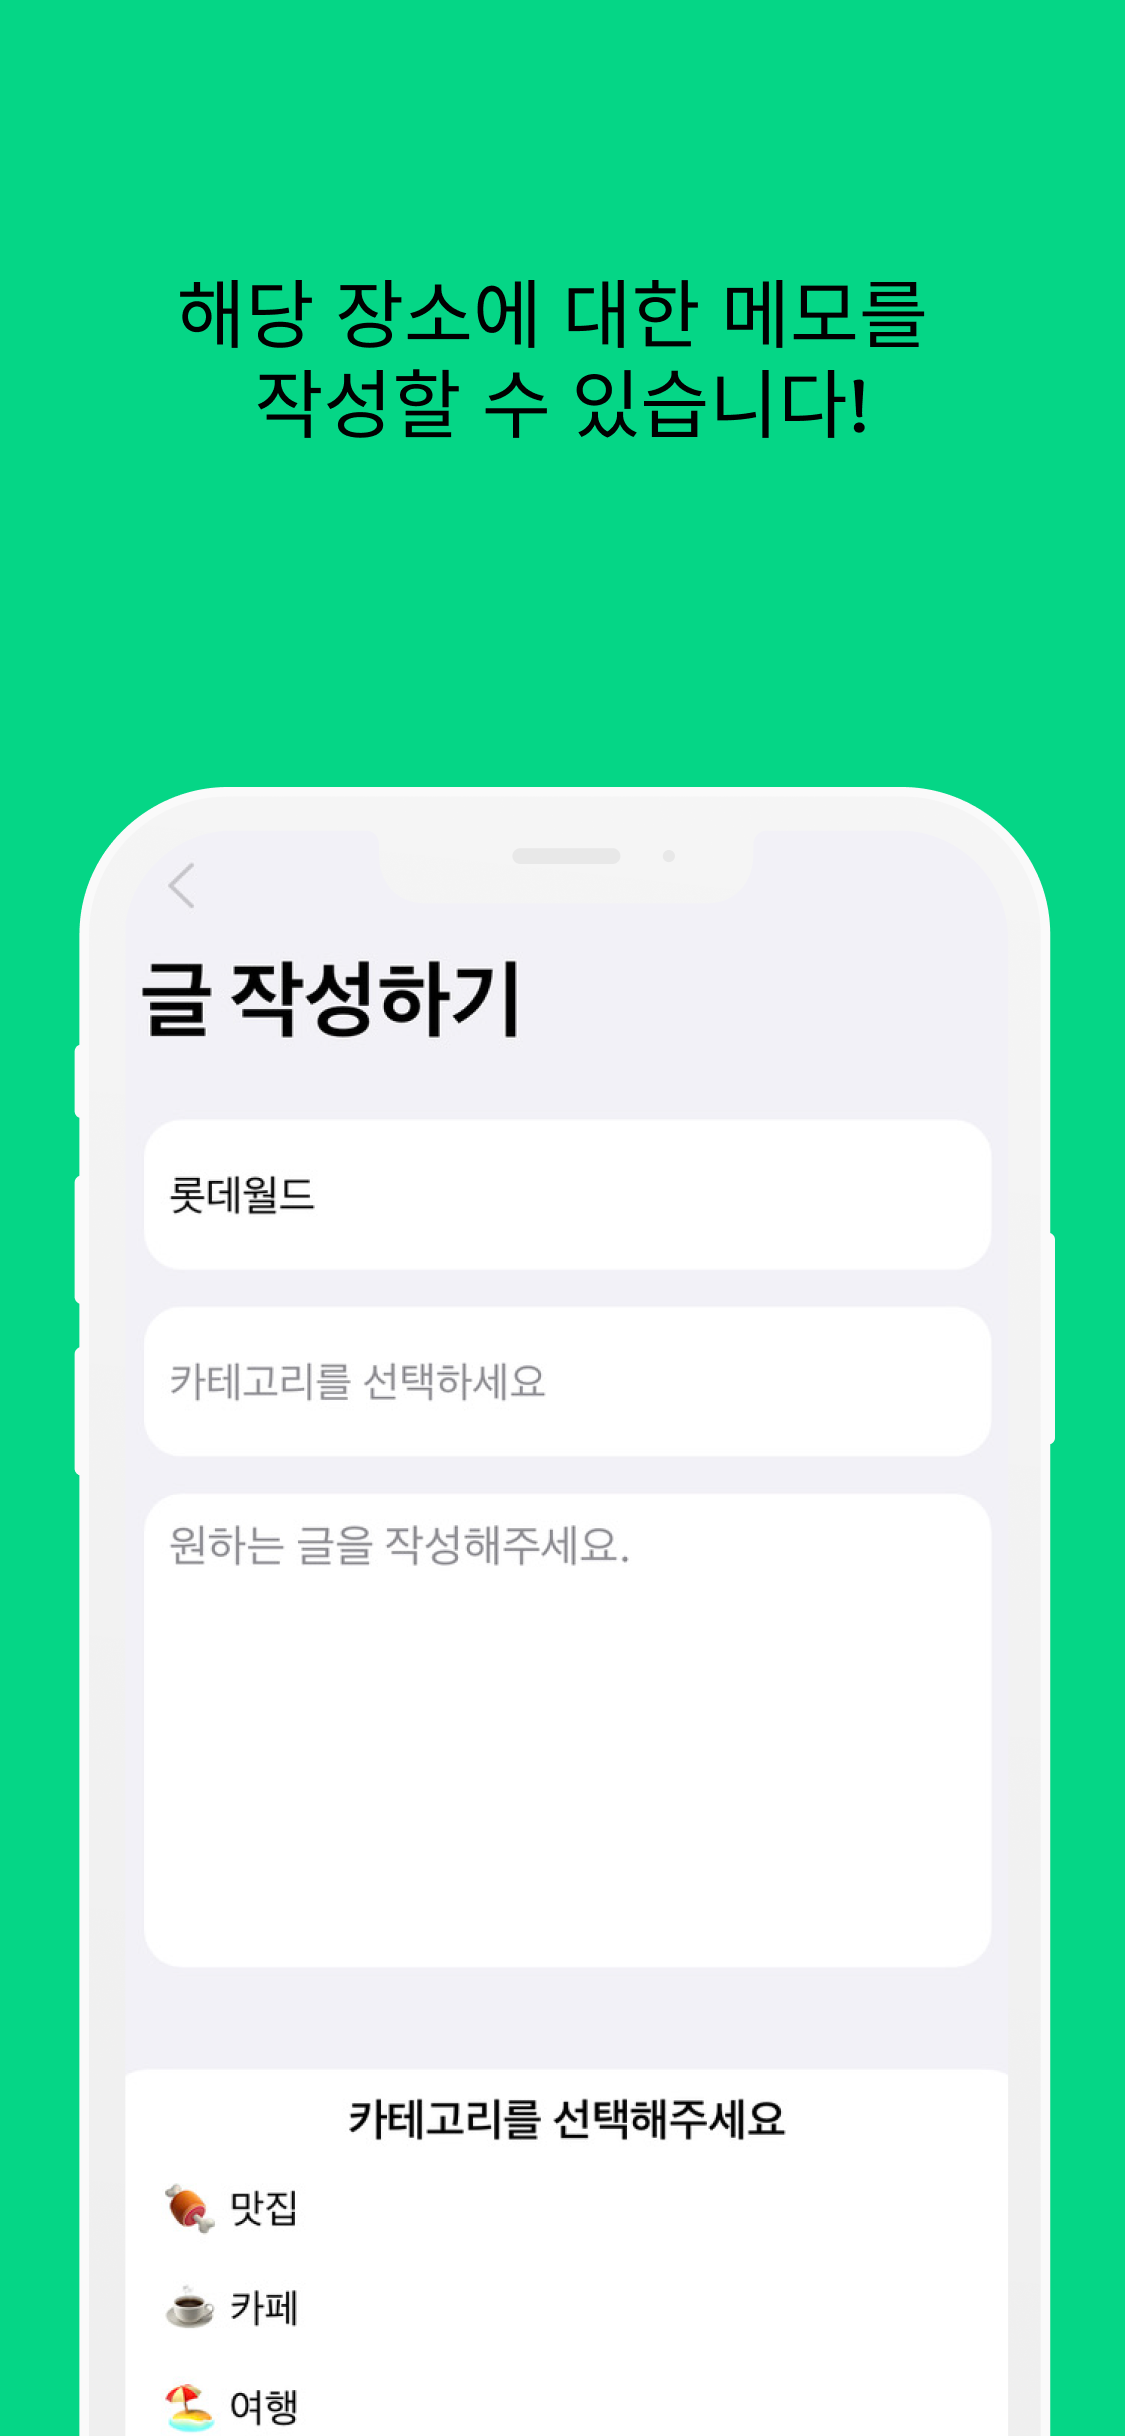 해당 장소에 대한 메모를
작성할 수 있습니다!
글 작성하기
롯데월드
카테고리를 선택하세요
원하는 글을 작성해주세요.
카테고리를 선택해주세요
맛집
카페
여행